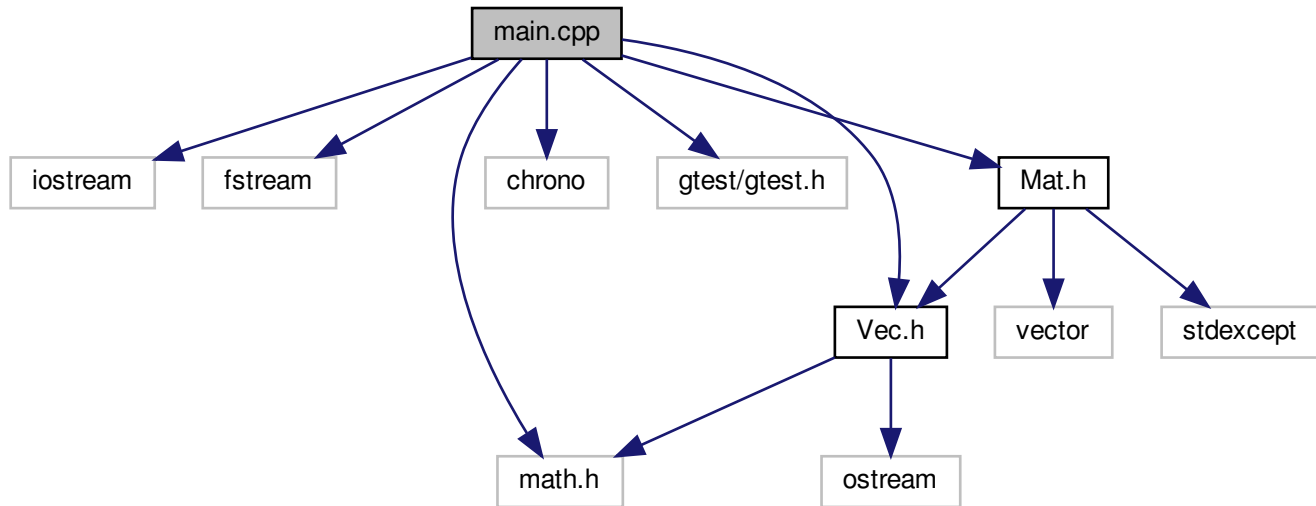 main.cpp
iostream
fstream
chrono
gtest/gtest.h
Mat.h
Vec.h
vector
stdexcept
math.h
ostream